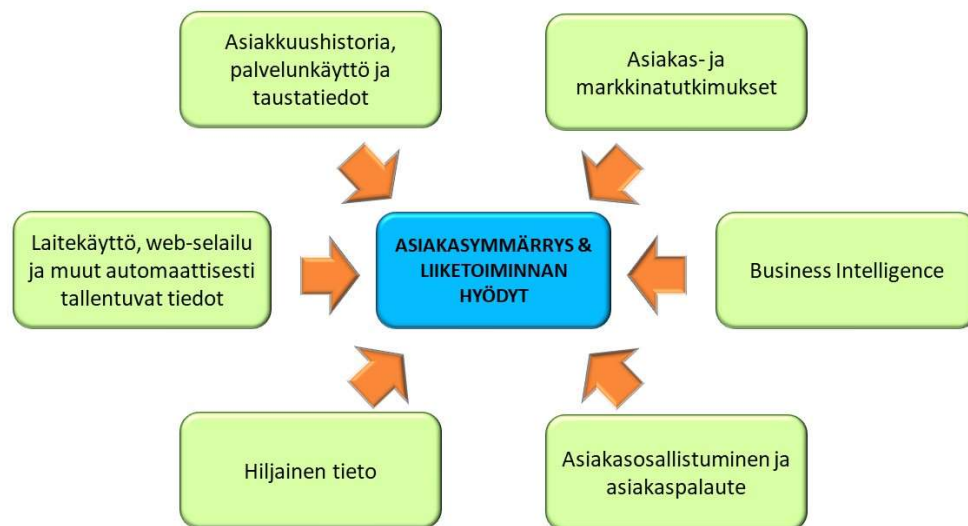 Asiakkuushistoria,
palvelunkäyttö ja
taustatiedot
Asiakas- ja
markkinatutkimukset
Laitekäyttö, web-selailu
ja muut automaattisesti
tallentuvat tiedot
ASIAKASYMMÄRRYS &
LIIKETOIMINNAN
HYÖDYT
Business Intelligence
Hiljainen tieto
Asiakasosallistuminen ja
asiakaspalaute